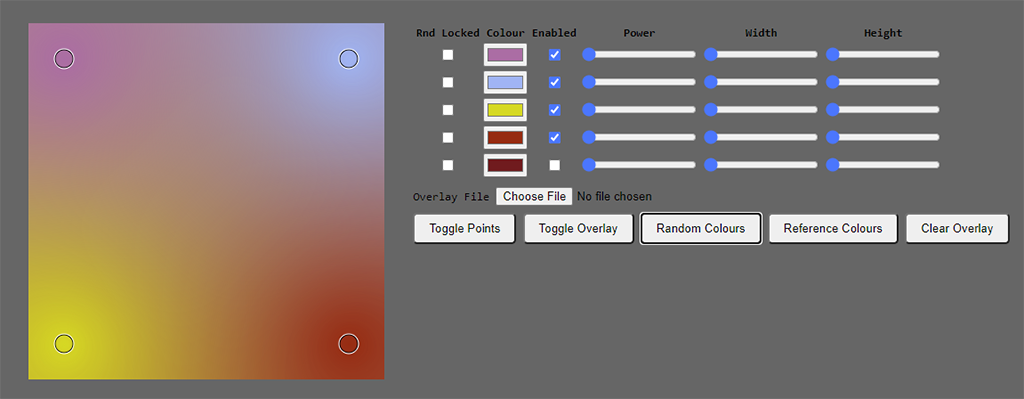 Rnd Locked Colour Enabled Power Width Height
Overlay File Choose File No file chosen
Toggle Points Toggle Overlay Random Colours Reference Colours Clear Overlay